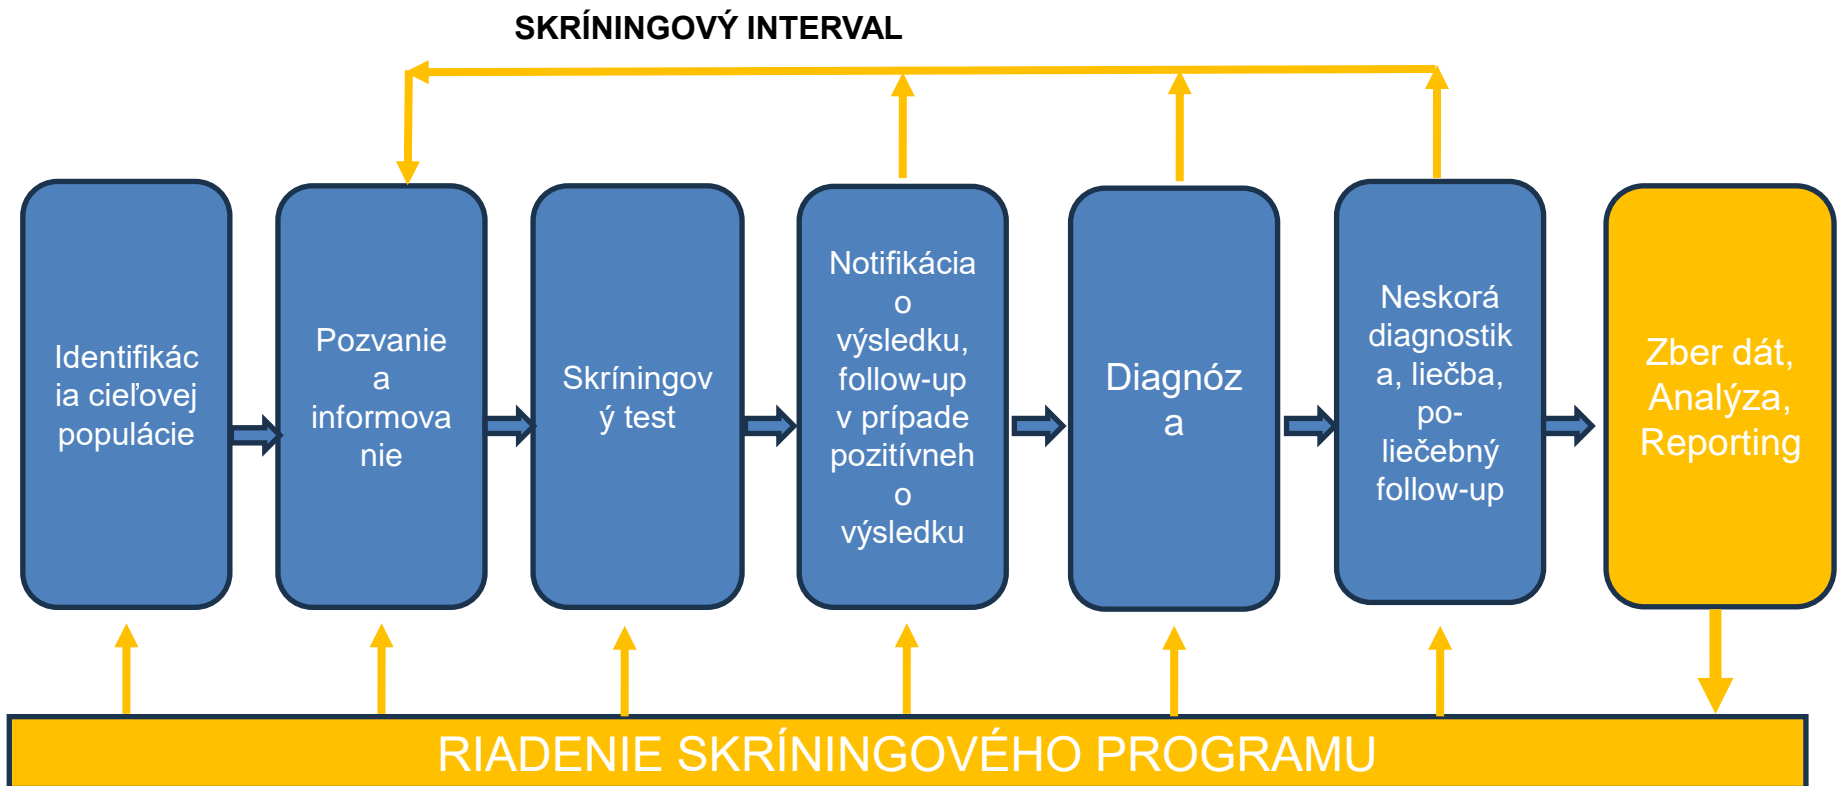 SKRÍNINGOVÝ INTERVAL
Identifikác
ia cieľovej
populácie
Pozvanie
a
informova
nie
Skríningov
ý test
Notifikácia
o
výsledku,
follow-up
v prípade
pozitívneh
o
výsledku
Diagnóz
a
Neskorá
diagnostik
a, liečba,
po-
liečebný
follow-up
Zber dát,
Analýza,
Reporting
RIADENIE SKRÍNINGOVÉHO PROGRAMU